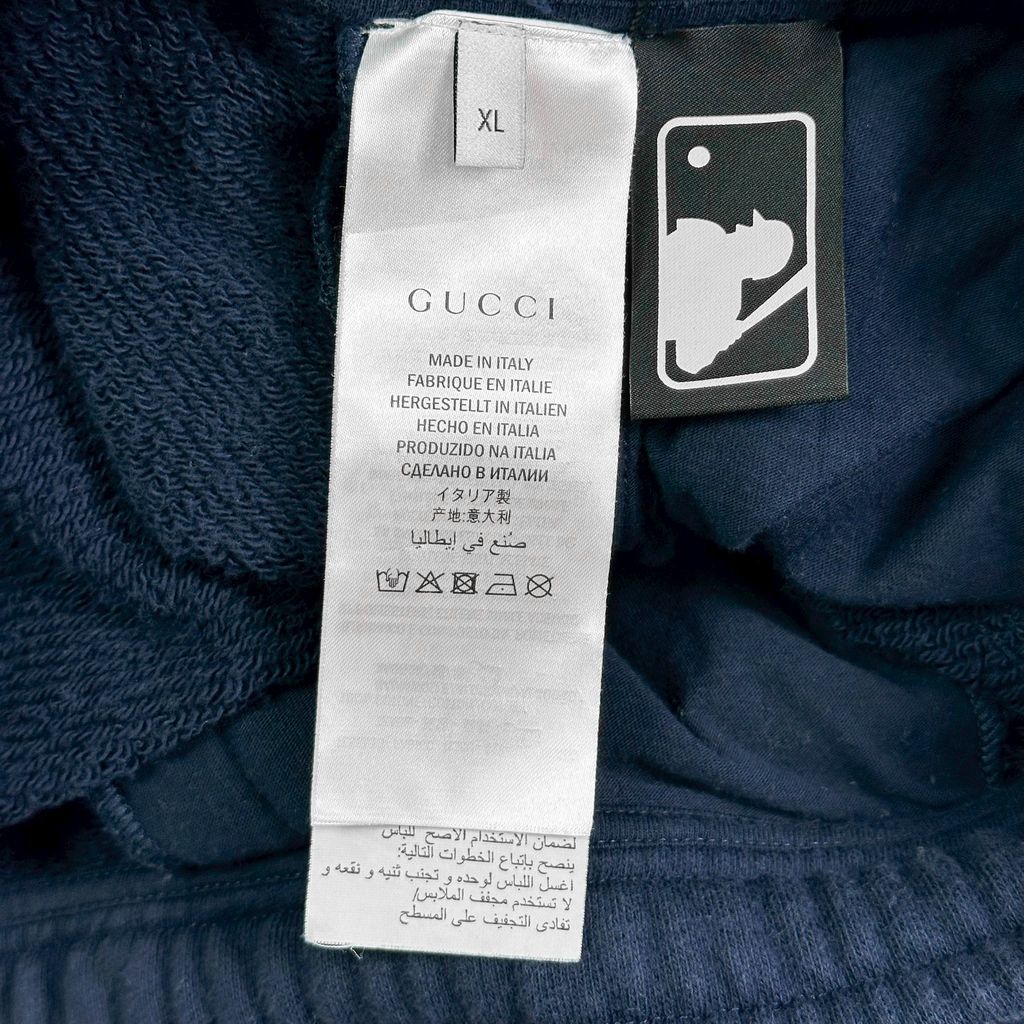 XL
GUCCI
MADE IN ITALY
FABRIQUE EN ITALIE
HERGESTELLT IN ITALIEN
HECHO EN ITALIA
PRODUZIDO NA ITALIA
СДЕЛАНО В ИТАЛИИ
イタリア製
产地:意大利
صُنع في إيطاليا
لضمان الاستخدام الأصح للباس
ينصح بإتباع الخطوات التالية:
اغسل اللباس لوحده و تجنب ثنيه و نقعه و
لا تستخدم مجفف الملابس/
تفادى التجفيف على المسطح